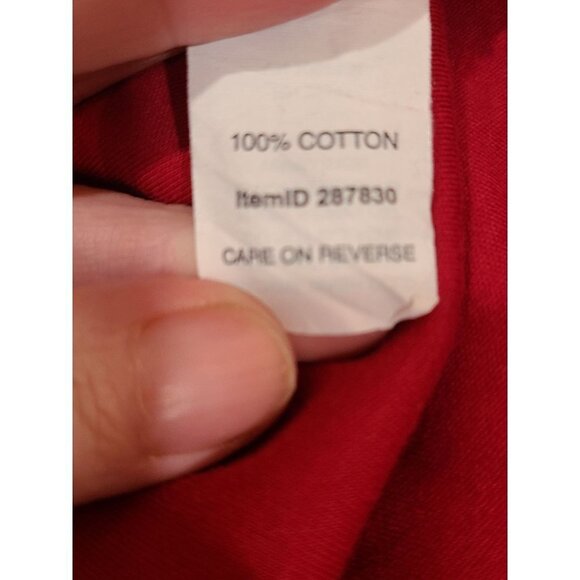 100% COTTON
ItemID 287830
CARE ON REVERSE